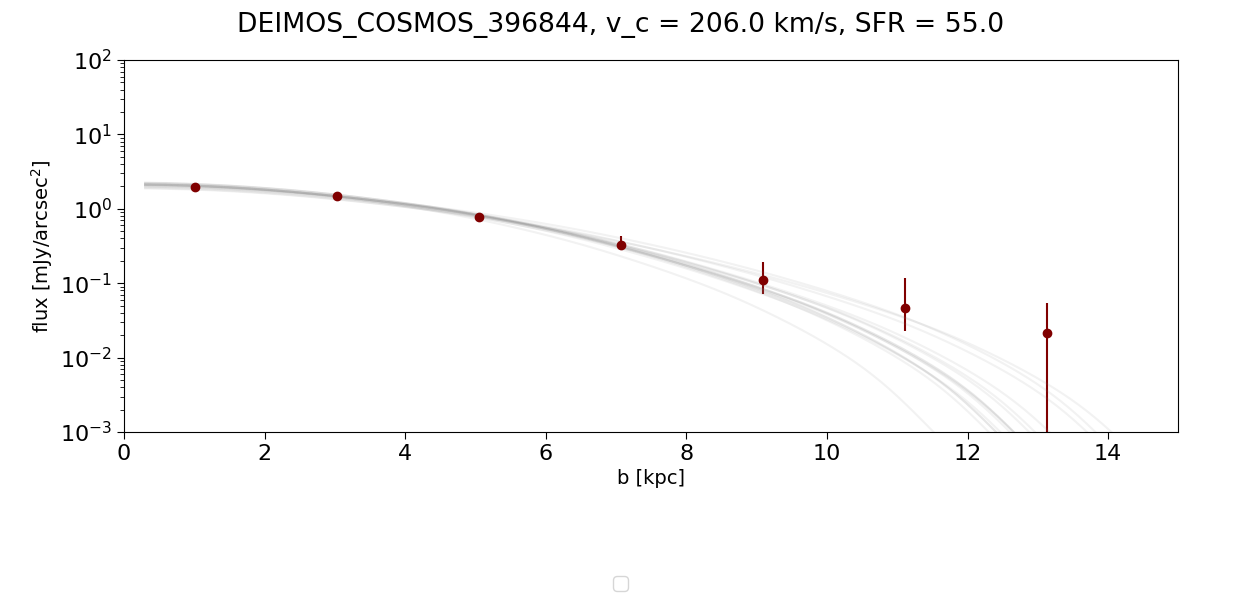 DEIMOS_COSMOS_396844, v_c = 206.0 km/s, SFR = 55.0
10²
10¹
10⁰
10⁻¹
10⁻²
10⁻³
flux [mJy/arcsec²]
0 2 4 6 8 10 12 14
b [kpc]